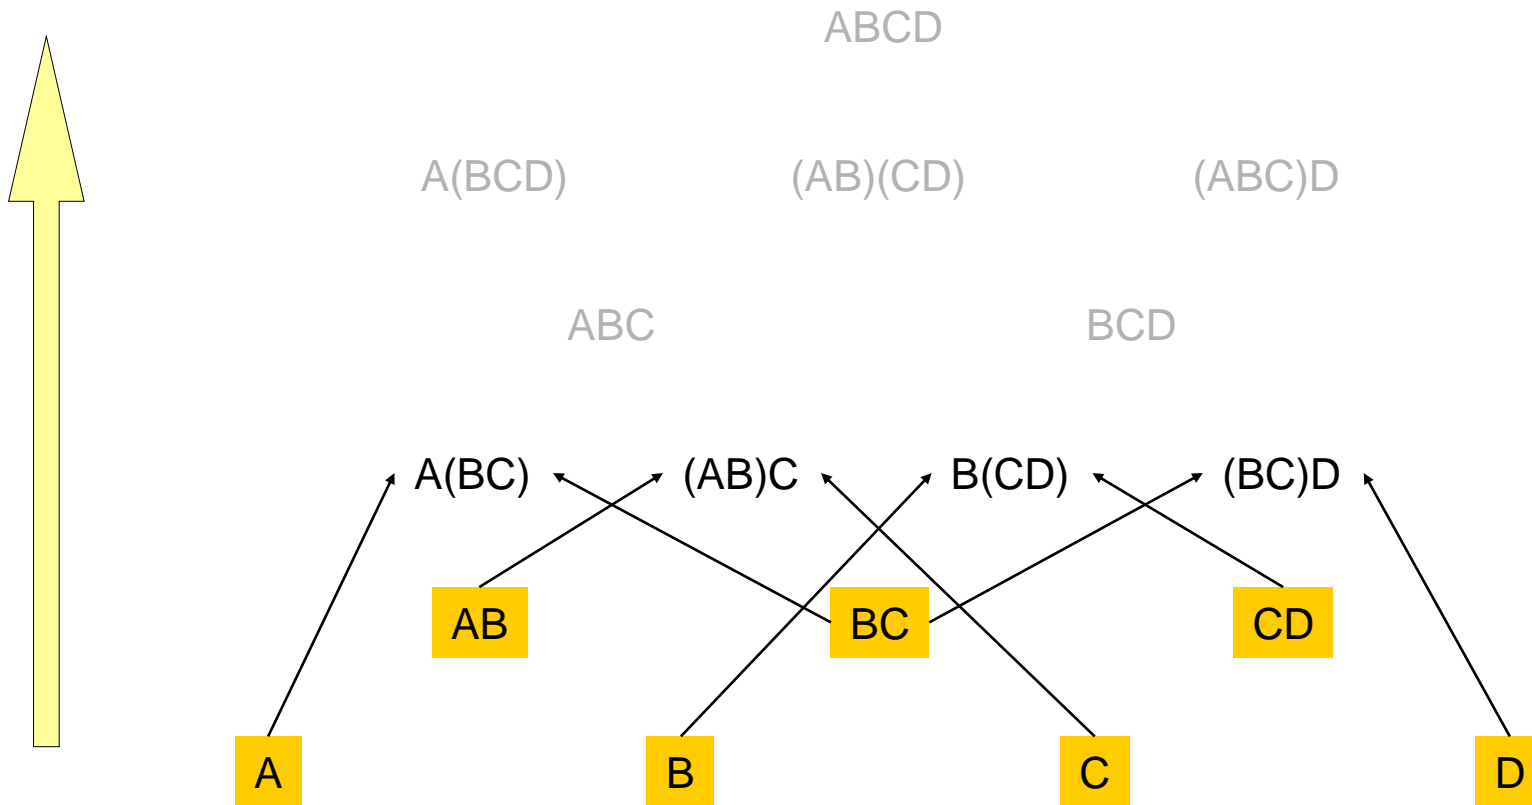 ABCD
A(BCD) (AB)(CD) (ABC)D
ABC BCD
A(BC) (AB)C B(CD) (BC)D
AB BC CD
A B C D